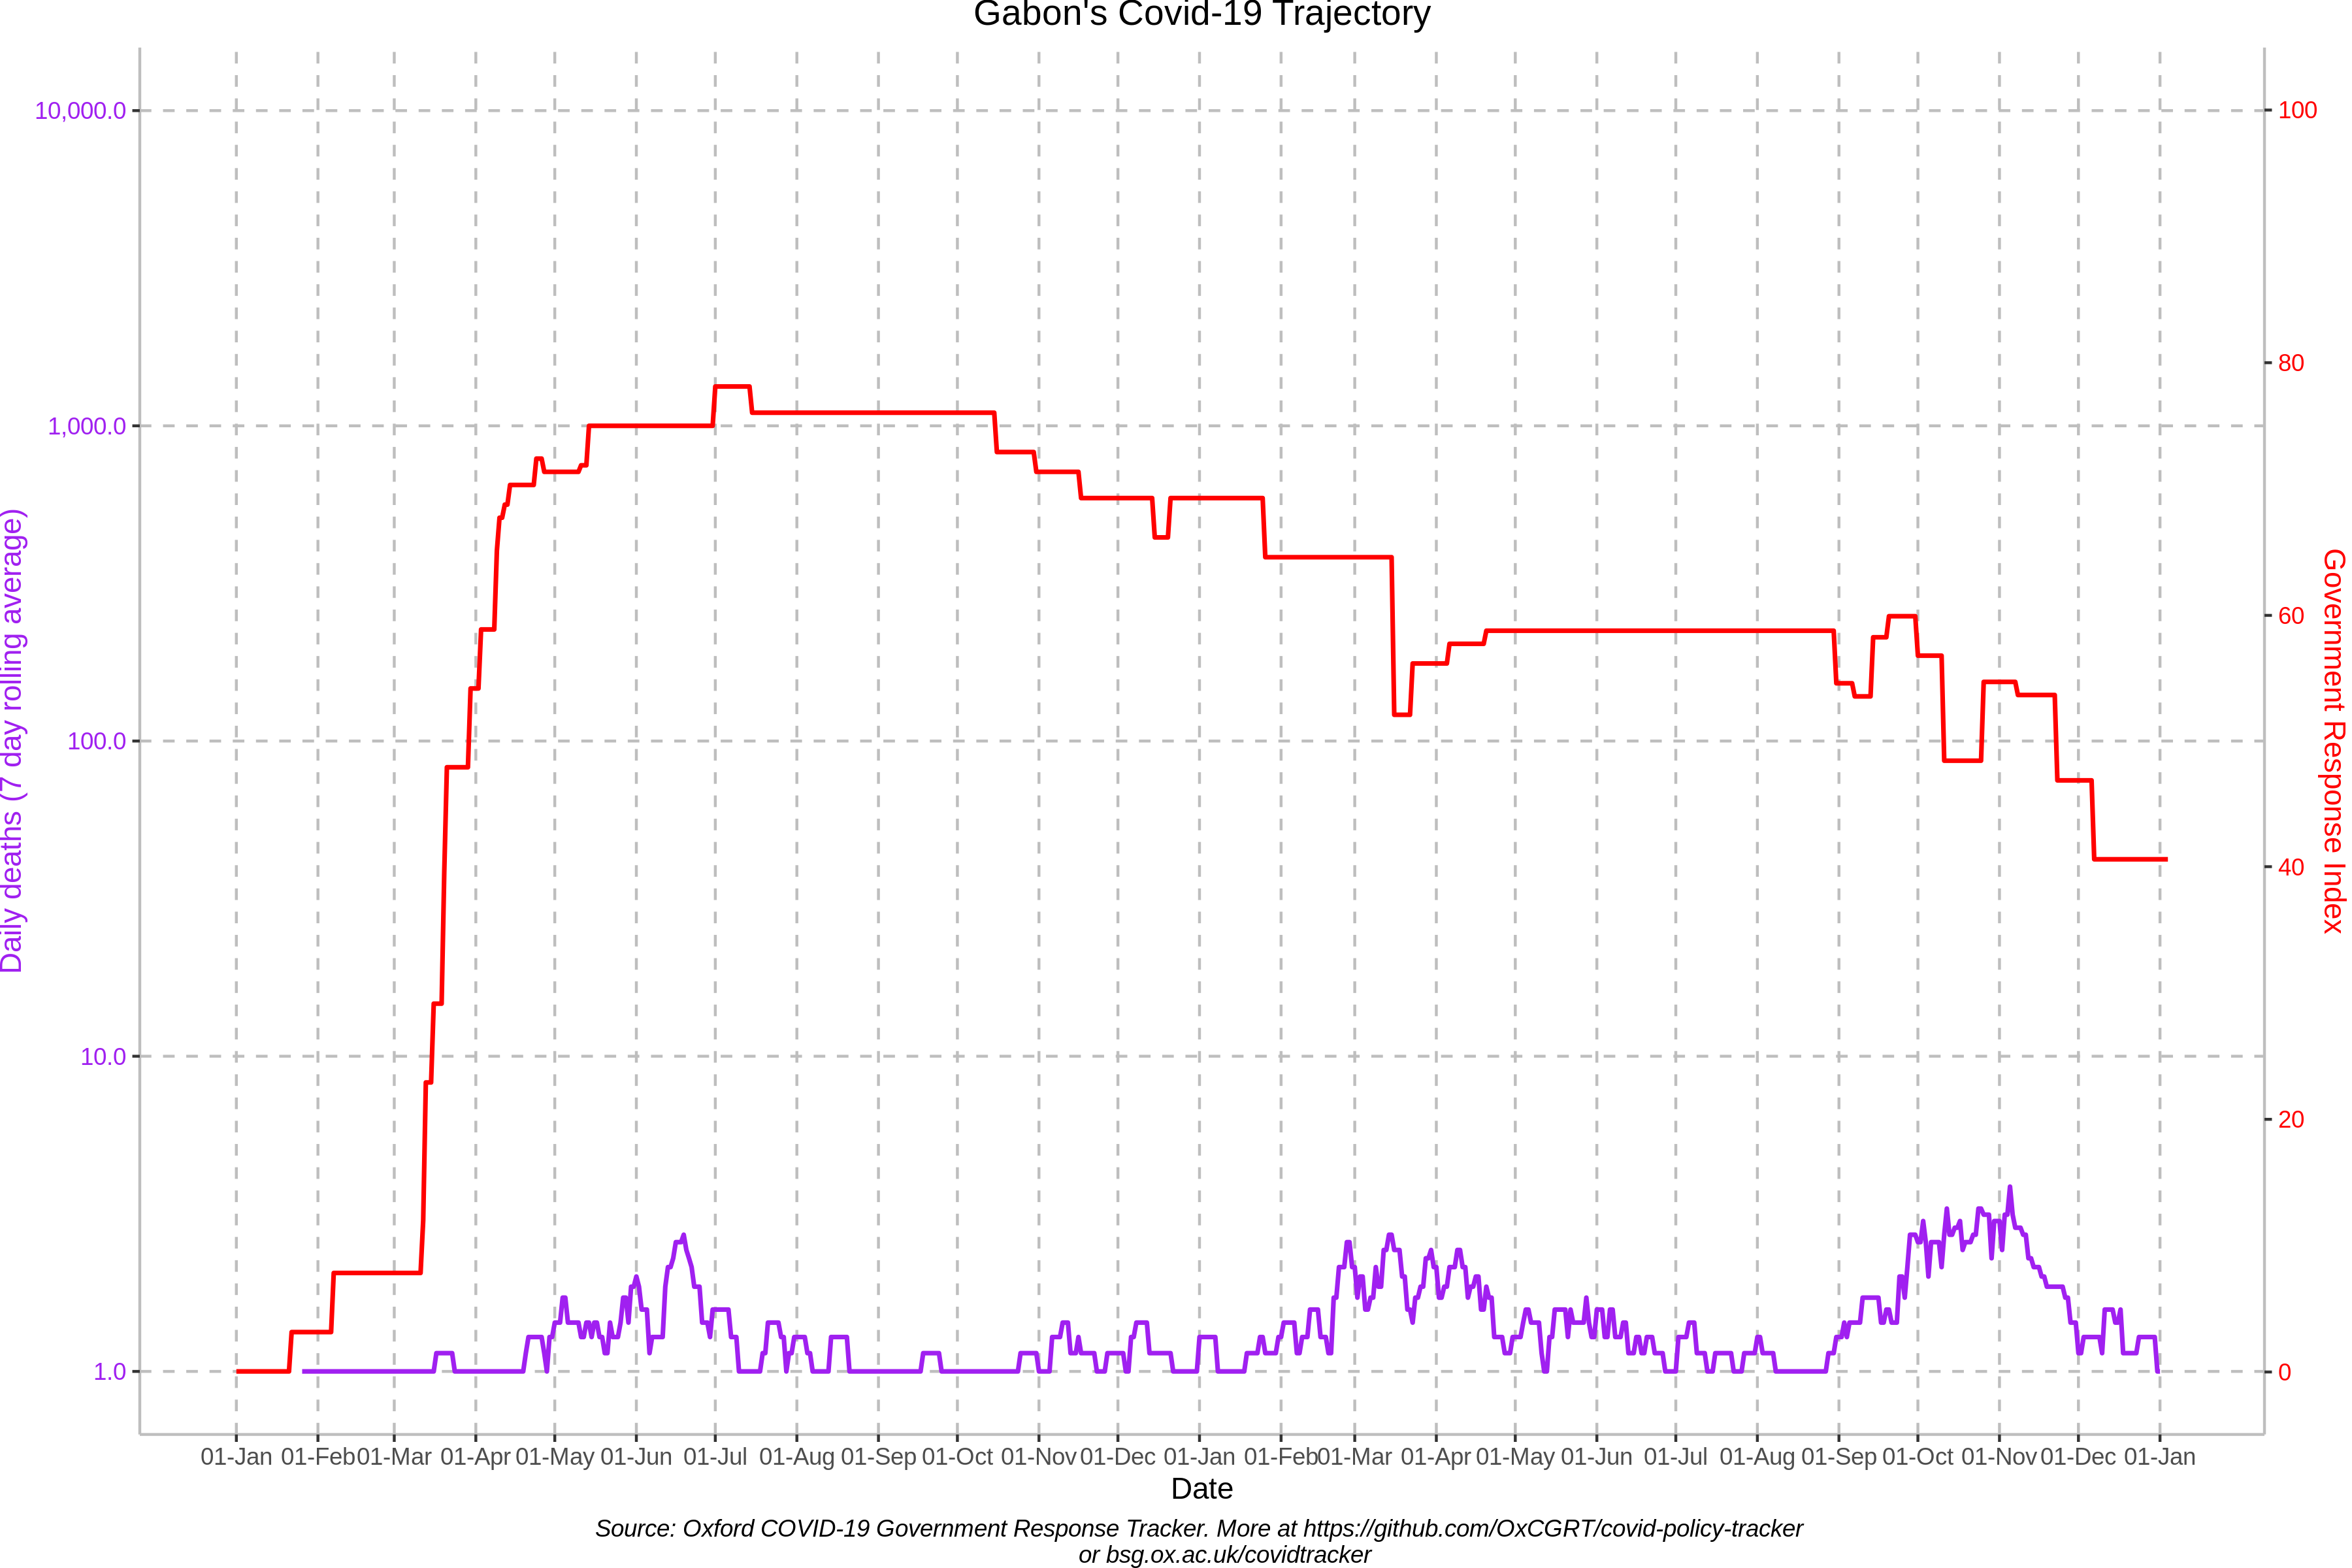 Gabon's Covid-19 Trajectory
10,000.0
1,000.0
100.0
10.0
1.0
Daily deaths (7 day rolling average)
100
80
60
40
20
0
Government Response Index
01-Jan 01-Feb 01-Mar 01-Apr 01-May 01-Jun 01-Jul 01-Aug 01-Sep 01-Oct 01-Nov 01-Dec 01-Jan 01-Feb 01-Mar 01-Apr 01-May 01-Jun 01-Jul 01-Aug 01-Sep 01-Oct 01-Nov 01-Dec 01-Jan
Date
Source: Oxford COVID-19 Government Response Tracker. More at https://github.com/OxCGRT/covid-policy-tracker
or bsg.ox.ac.uk/covidtracker